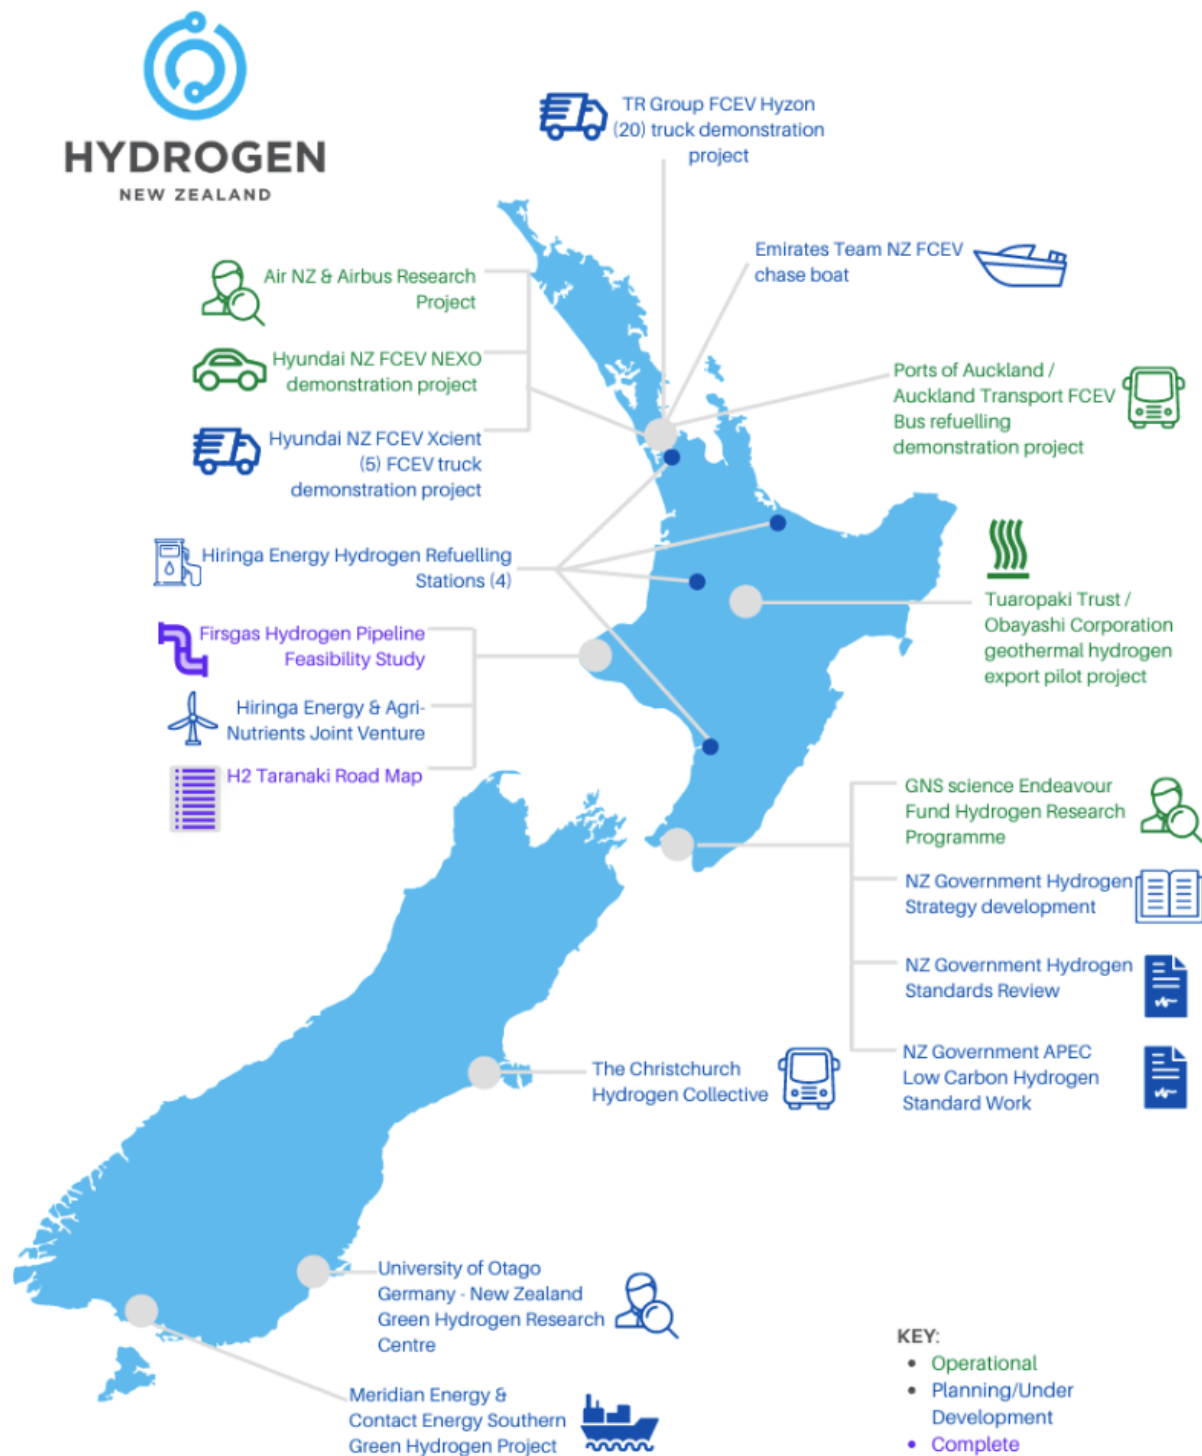 HYDROGEN
NEW ZEALAND
TR Group FCEV Hyzon
(20) truck demonstration
project
Emirates Team NZ FCEV
chase boat
Air NZ & Airbus Research
Project
Hyundai NZ FCEV NEXO
demonstration project
Ports of Auckland /
Auckland Transport FCEV
Bus refuelling
demonstration project
Hyundai NZ FCEV Xcient
(5) FCEV truck
demonstration project
Hiringa Energy Hydrogen Refuelling
Stations (4)
Tuaropaki Trust /
Obayashi Corporation
geothermal hydrogen
export pilot project
Firsgas Hydrogen Pipeline
Feasibility Study
Hiringa Energy & Agri-
Nutrients Joint Venture
H2 Taranaki Road Map
GNS science Endeavour
Fund Hydrogen Research
Programme
NZ Government Hydrogen
Strategy development
NZ Government Hydrogen
Standards Review
NZ Government APEC
Low Carbon Hydrogen
Standard Work
The Christchurch
Hydrogen Collective
University of Otago
Germany - New Zealand
Green Hydrogen Research
Centre
Meridian Energy &
Contact Energy Southern
Green Hydrogen Project
KEY:
• Operational
• Planning/Under
Development
• Complete